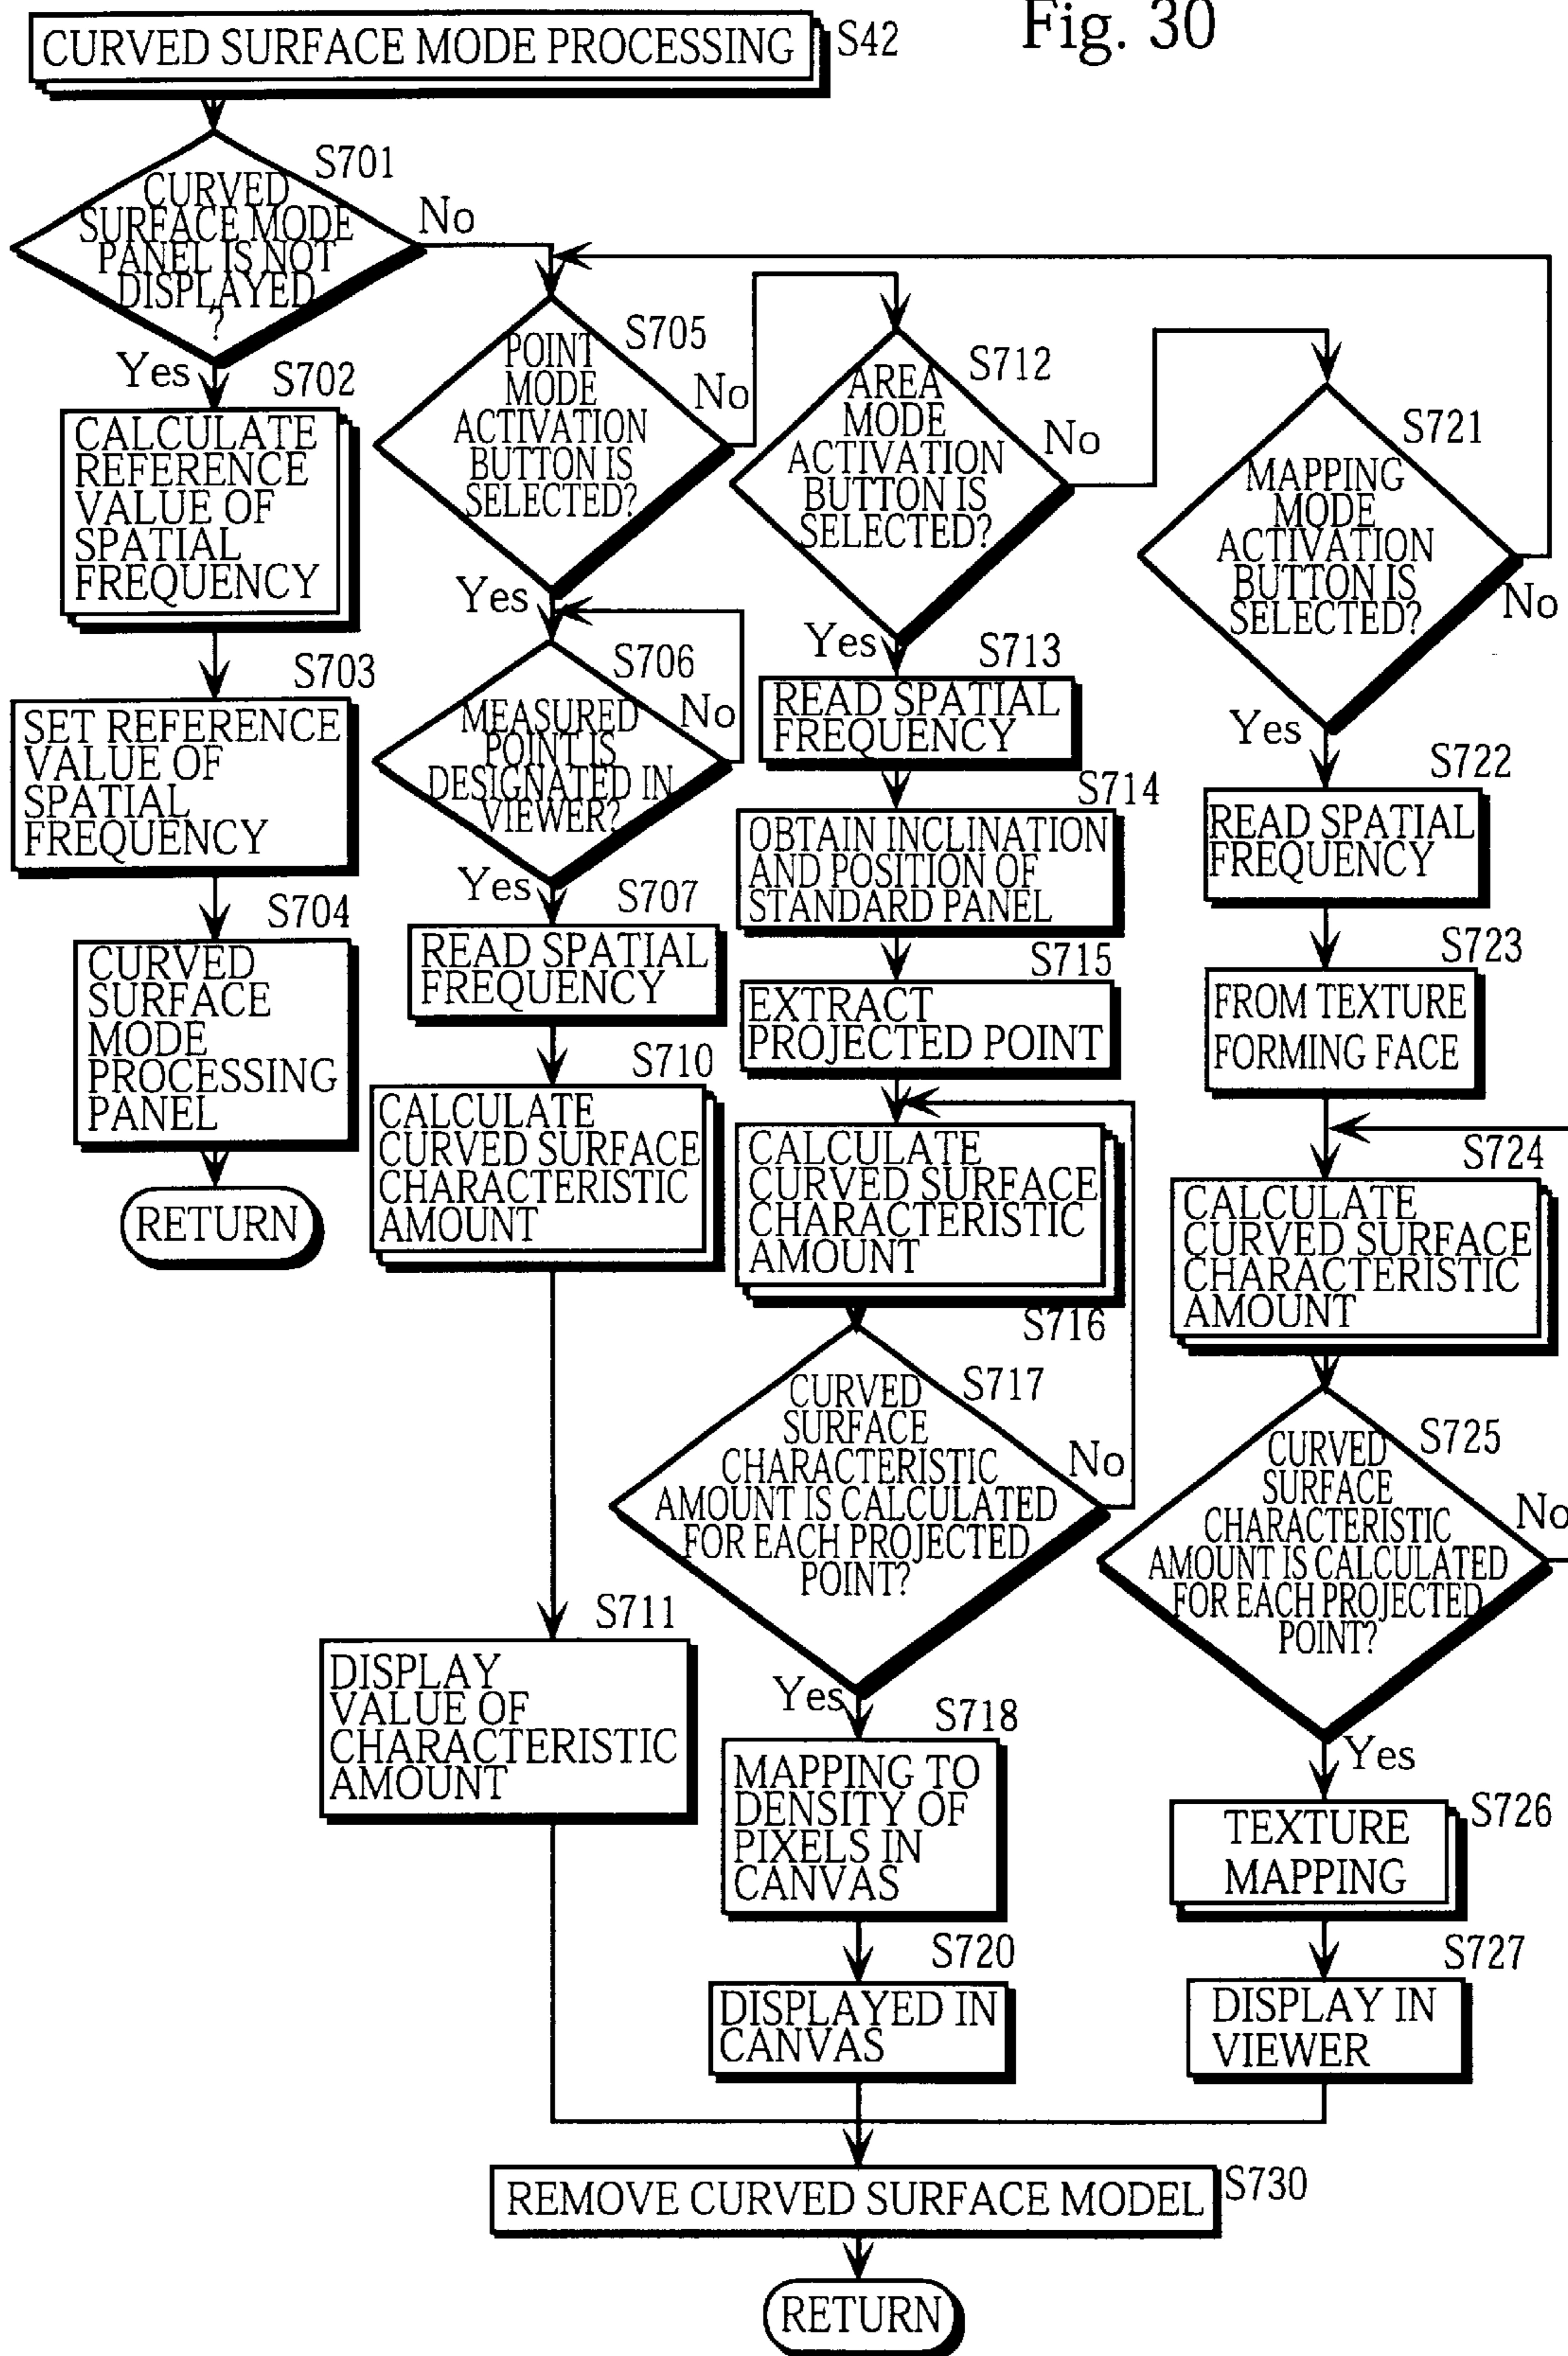 Fig. 30
CURVED SURFACE MODE PROCESSING
S42
S701
CURVED
SURFACE MODE
PANEL IS NOT
DISPLAYED
?
No
Yes
S702
CALCULATE
REFERENCE
VALUE OF
SPATIAL
FREQUENCY
S703
SET REFERENCE
VALUE OF
SPATIAL
FREQUENCY
S704
CURVED
SURFACE
MODE
PROCESSING
PANEL
RETURN
S705
POINT
MODE
ACTIVATION
BUTTON IS
SELECTED?
No
Yes
S706
MEASURED
POINT IS
DESIGNATED IN
VIEWER?
No
Yes
S707
READ SPATIAL
FREQUENCY
S710
CALCULATE
CURVED SURFACE
CHARACTERISTIC
AMOUNT
S711
DISPLAY
VALUE OF
CHARACTERISTIC
AMOUNT
S712
AREA
MODE
ACTIVATION
BUTTON IS
SELECTED?
No
Yes
S713
READ SPATIAL
FREQUENCY
S714
OBTAIN INCLINATION
AND POSITION OF
STANDARD PANEL
S715
EXTRACT
PROJECTED POINT
CALCULATE
CURVED SURFACE
CHARACTERISTIC
AMOUNT
S716
S717
CURVED
SURFACE
CHARACTERISTIC
AMOUNT IS CALCULATED
FOR EACH PROJECTED
POINT?
No
Yes
S718
MAPPING TO
DENSITY OF
PIXELS IN
CANVAS
S720
DISPLAYED IN
CANVAS
S721
MAPPING
MODE
ACTIVATION
BUTTON IS
SELECTED?
No
Yes
S722
READ SPATIAL
FREQUENCY
S723
FROM TEXTURE
FORMING FACE
S724
CALCULATE
CURVED SURFACE
CHARACTERISTIC
AMOUNT
S725
CURVED
SURFACE
CHARACTERISTIC
AMOUNT IS CALCULATED
FOR EACH PROJECTED
POINT?
No
Yes
S726
TEXTURE
MAPPING
S727
DISPLAY IN
VIEWER
REMOVE CURVED SURFACE MODEL
S730
RETURN